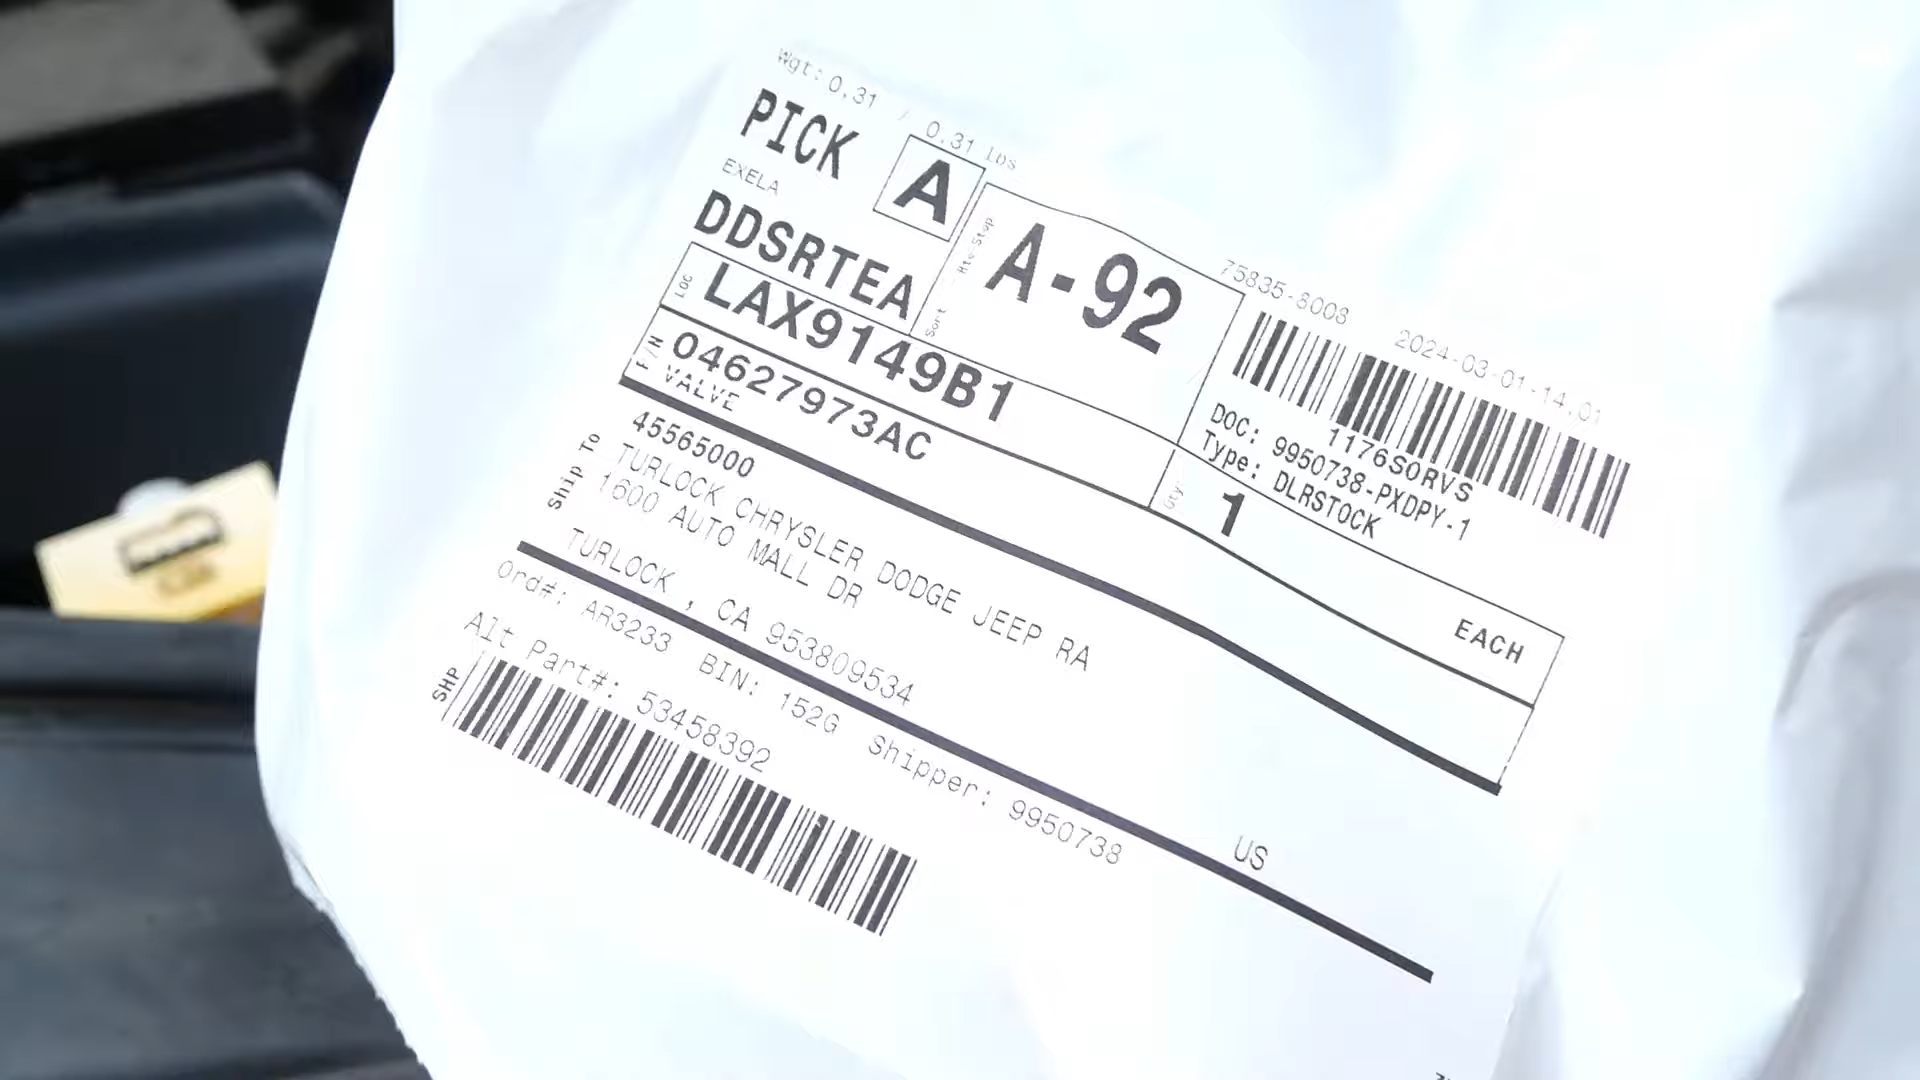 Wgt: 0.31 / 0.31 lbs
PICK A
EXELA
DDSRTEA
Rte-Stop
Sort
A-92
75835-8008 2024-03-01-14.01
1176SORVS
DOC: 9950738-PXDPY-1
Type: DLRSTOCK
LOC LAX9149B1
P/N 04627973AC
VALVE
Qty 1 EACH
Ship To
45565000
TURLOCK CHRYSLER DODGE JEEP RA
1600 AUTO MALL DR
TURLOCK , CA 953809534 US
Ord#: AR3233 BIN: 152G Shipper: 9950738
Alt Part#: 53458392
SHP